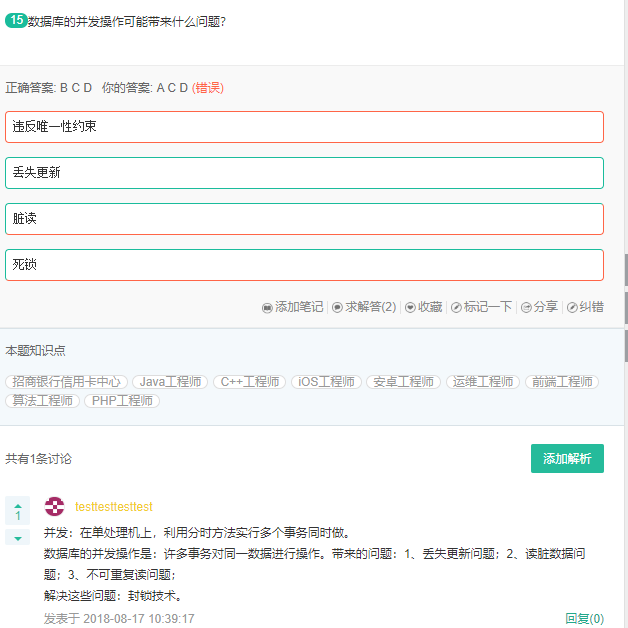 15 数据库的并发操作可能带来什么问题?
正确答案: B C D 你的答案: A C D (错误)
违反唯一性约束
丢失更新
脏读
死锁
添加笔记 求解答(2) 收藏 标记一下 分享 纠错
本题知识点
招商银行信用卡中心 Java工程师 C++工程师 iOS工程师 安卓工程师 运维工程师 前端工程师
算法工程师 PHP工程师
共有1条讨论 添加解析
testtesttesttest
1
并发：在单处理机上，利用分时方法实行多个事务同时做。
数据库的并发操作是：许多事务对同一数据进行操作。带来的问题：1、丢失更新问题；2、读脏数据问
题；3、不可重复读问题；
解决这些问题：封锁技术。
发表于 2018-08-17 10:39:17 回复(0)